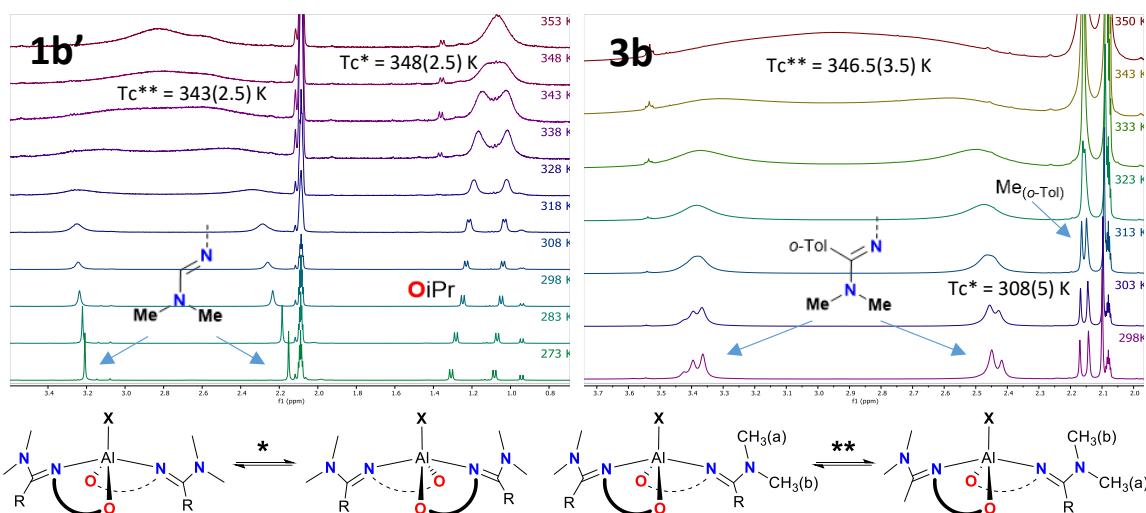 1b'
353 K
Tc* = 348(2.5) K
348 K
Tc** = 343(2.5) K
343 K
338 K
328 K
318 K
308 K
N
298 K
N
OiPr
Me
Me
283 K
273 K
3.2 3.0 2.8 2.6 2.4 2.2 2.0 1.8 1.6 1.4 1.2 1.0 0.8
f1 (ppm)
3b
350 K
Tc** = 346.5(3.5) K
343 K
333 K
323 K
Me(o-Tol)
o-Tol
N
313 K
N
Me
Me
Tc* = 308(5) K
303 K
298K
3.7 3.6 3.5 3.4 3.3 3.2 3.1 3.0 2.9 2.8 2.7 2.6 2.5 2.4 2.3 2.2 2.1 2.0
f1 (ppm)
X
N
Al
N
N
N
O
O
R
R
*
X
N
Al
N
N
N
O
O
R
R
X
CH3(a)
N
Al
N
N
N
CH3(b)
O
O
R
R
**
X
CH3(b)
N
Al
N
N
N
CH3(a)
O
O
R